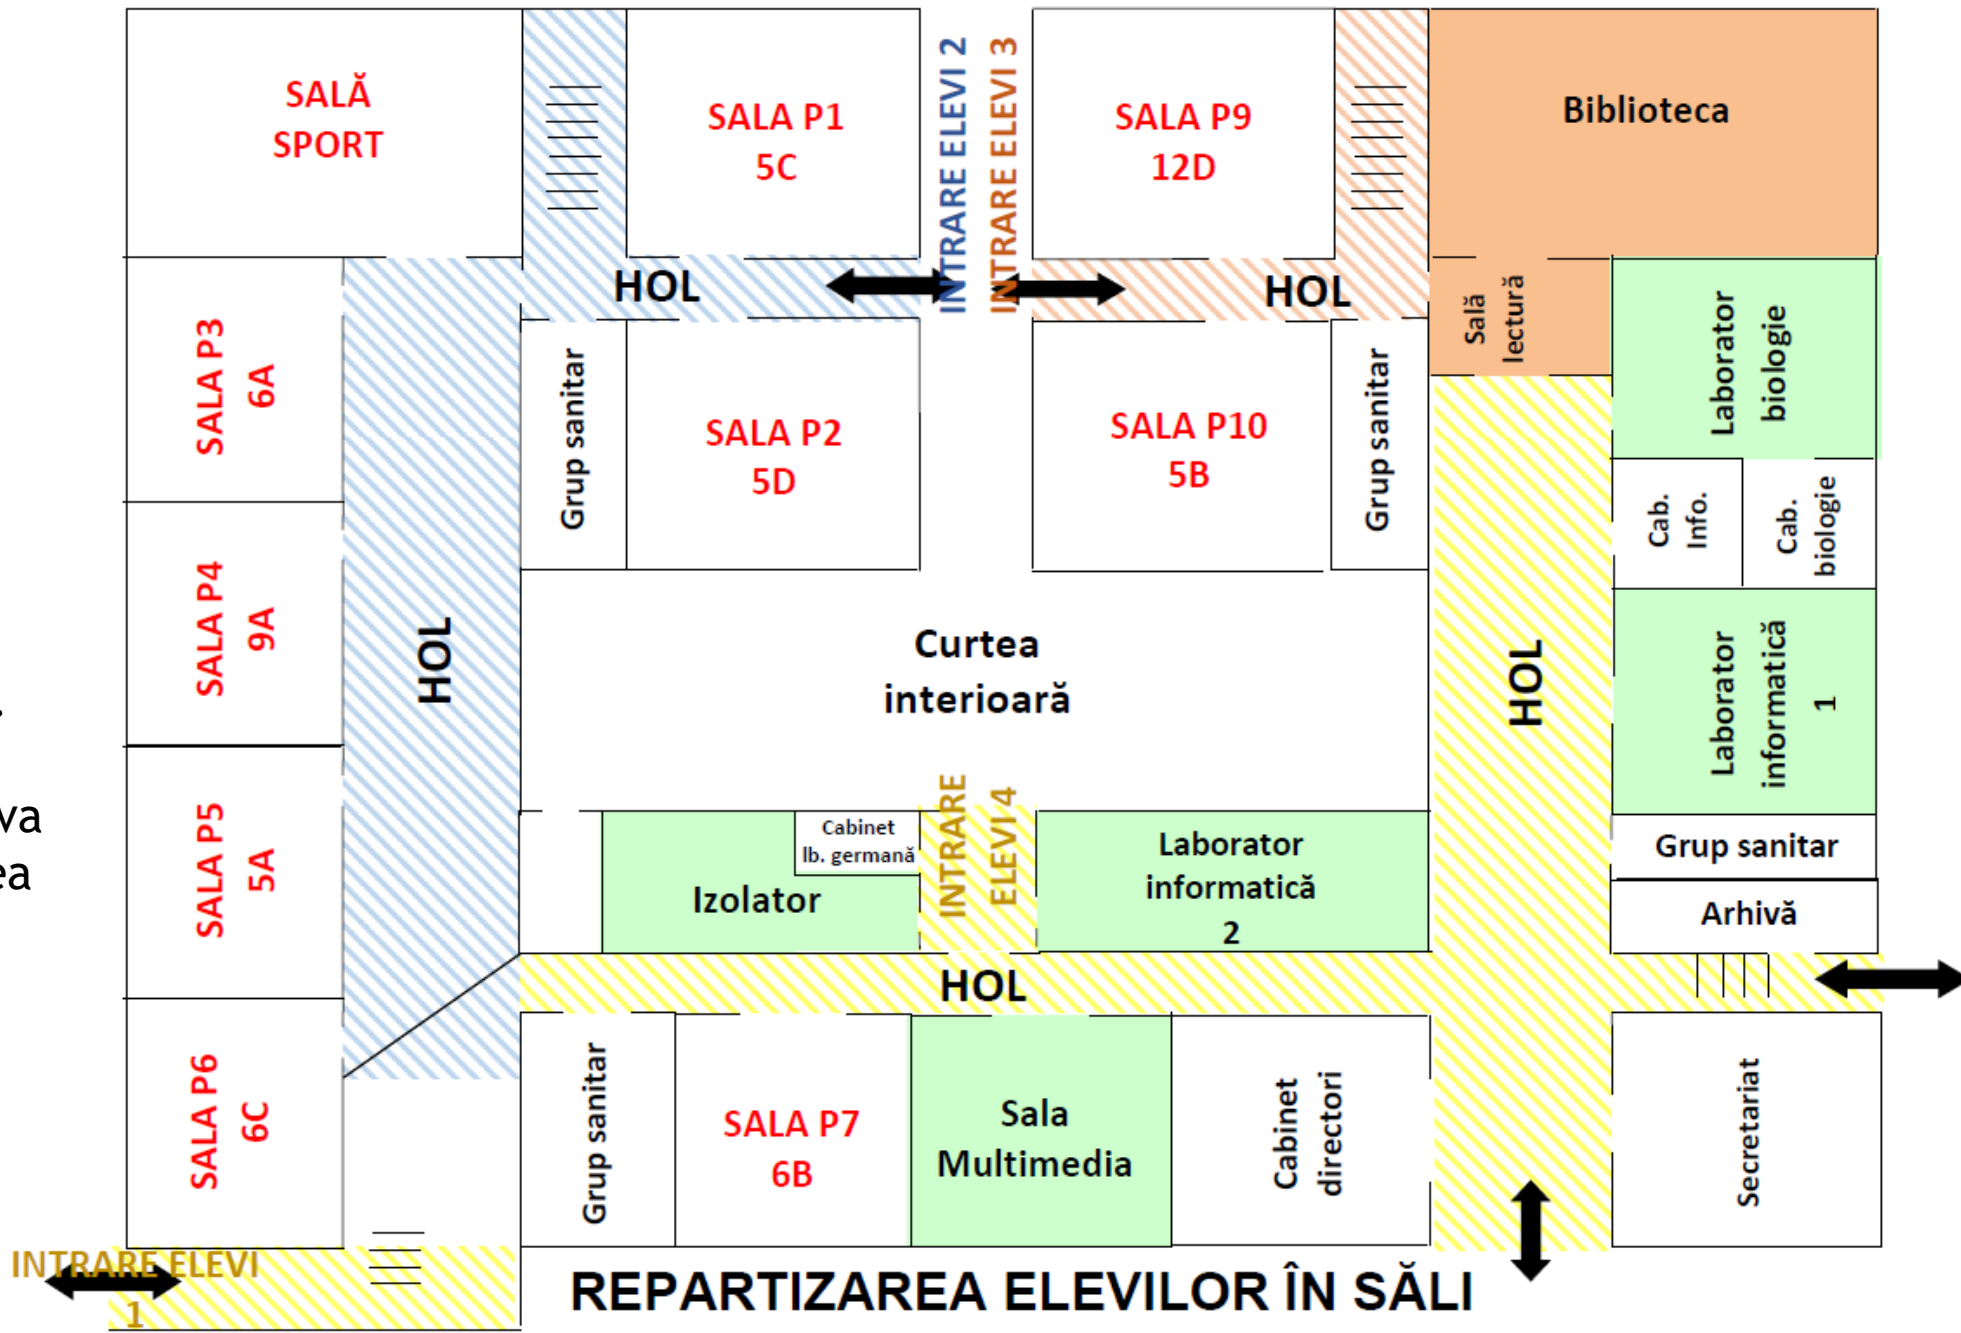 SALĂ
SPORT
SALA P1
5C
INTRARE ELEVI 2
INTRARE ELEVI 3
SALA P9
12D
Biblioteca
HOL
HOL
Sală
lectură
Laborator
biologie
SALA P3
6A
Grup sanitar
SALA P2
5D
SALA P10
5B
Grup sanitar
Cab.
Info.
Cab.
biologie
SALA P4
9A
HOL
Curtea
interioară
HOL
Laborator
informatică
1
.
va
ea
SALA P5
5A
Cabinet
lb. germană
Izolator
INTRARE
ELEVI 4
Laborator
informatică
2
Grup sanitar
Arhivă
HOL
SALA P6
6C
Grup sanitar
SALA P7
6B
Sala
Multimedia
Cabinet
directori
Secretariat
INTRARE ELEVI
1
REPARTIZAREA ELEVILOR ÎN SĂLI